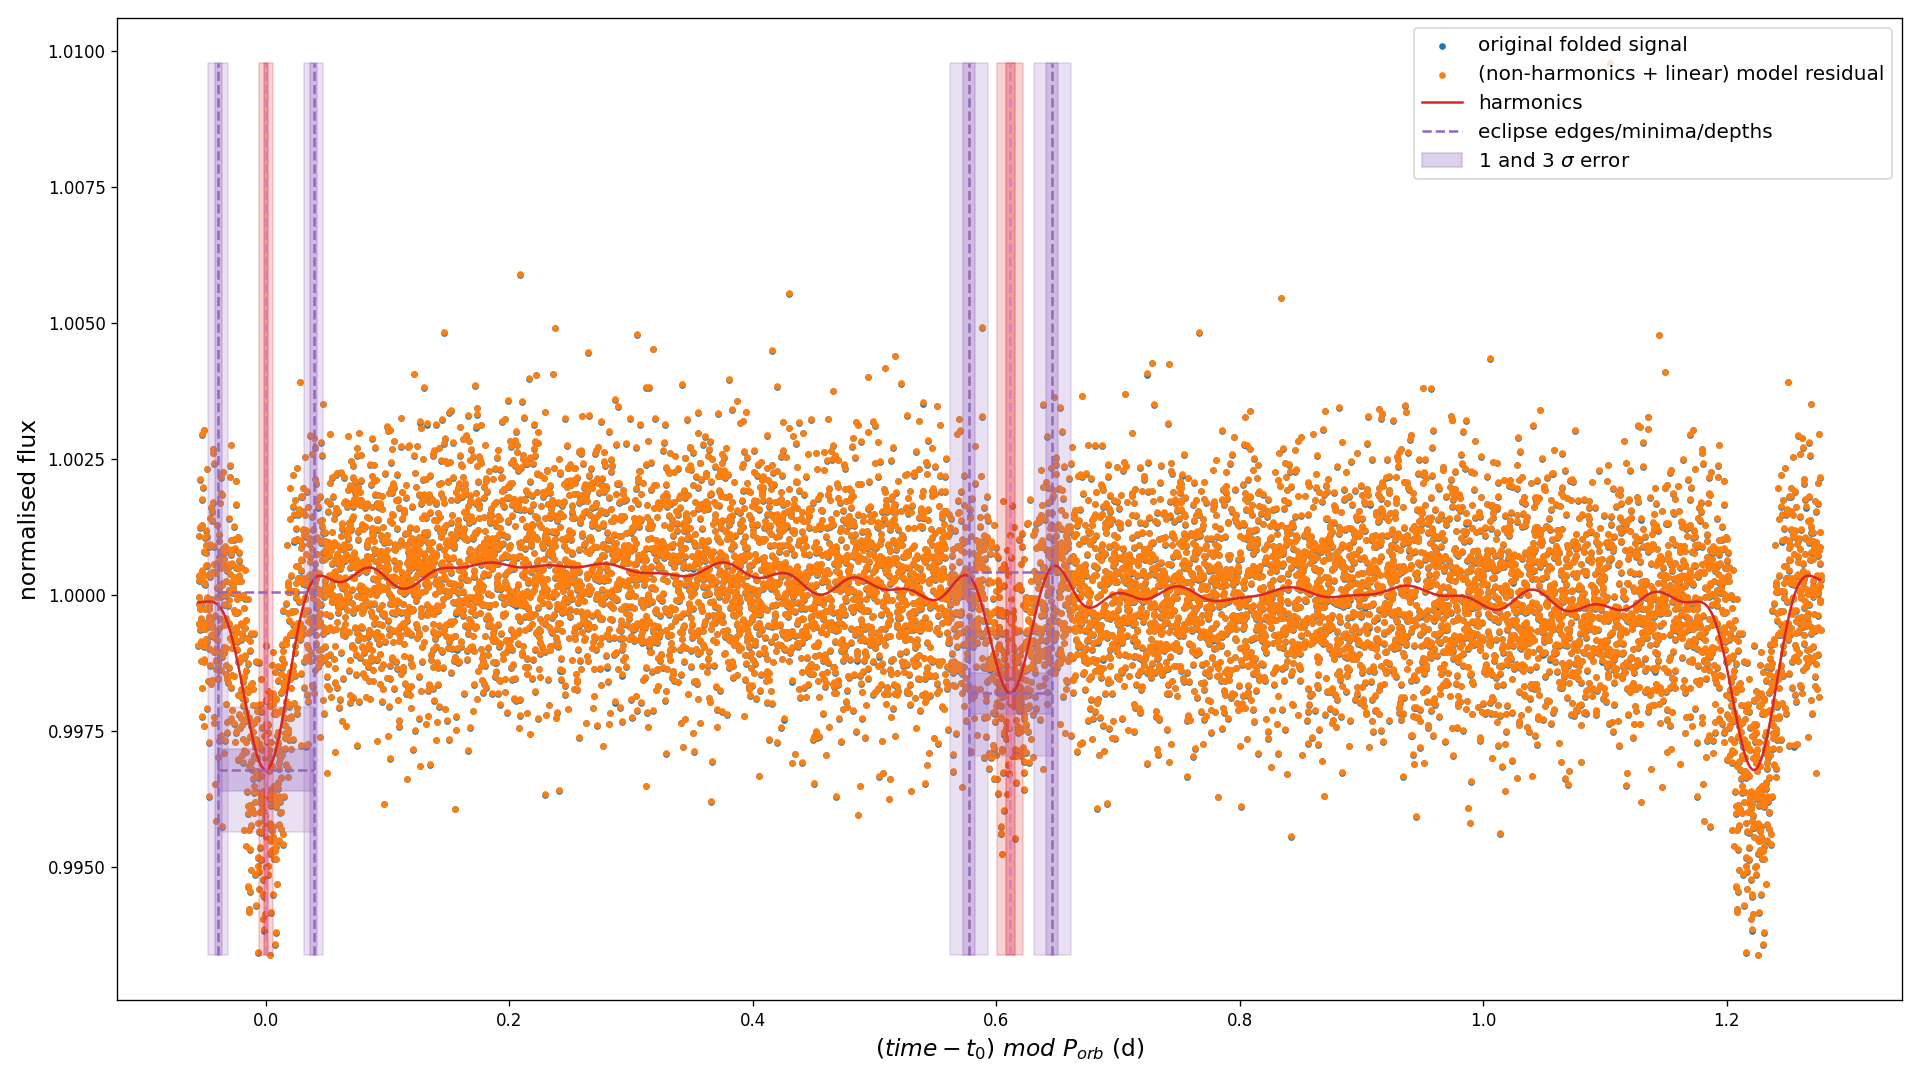 original folded signal
(non-harmonics + linear) model residual
harmonics
eclipse edges/minima/depths
1 and 3 σ error
normalised flux
1.0100
1.0075
1.0050
1.0025
1.0000
0.9975
0.9950
0.0 0.2 0.4 0.6 0.8 1.0 1.2
(time − t₀) mod Pₒᵣb (d)